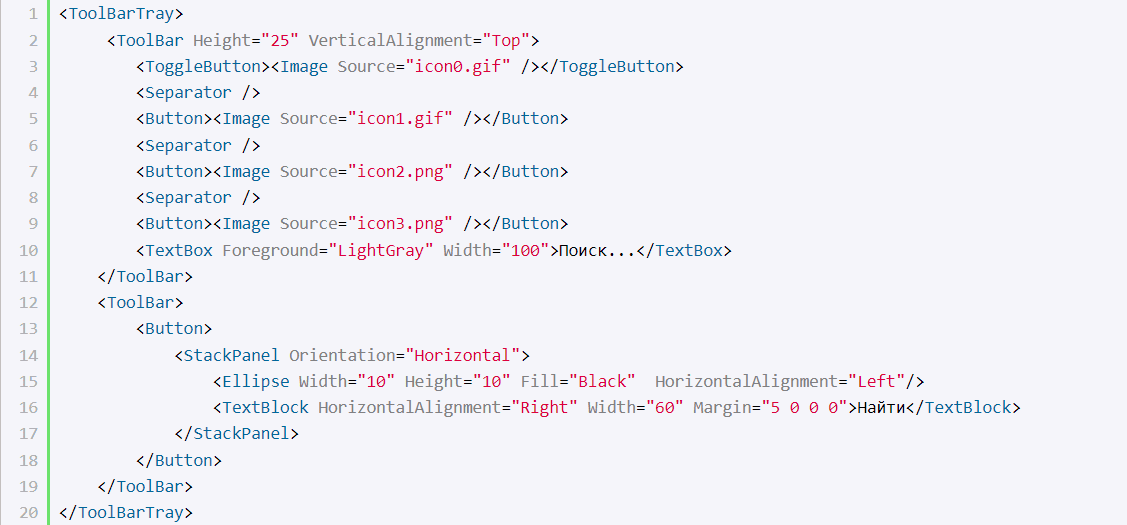 1 <ToolBarTray>
2      <ToolBar Height="25" VerticalAlignment="Top">
3         <ToggleButton><Image Source="icon0.gif" /></ToggleButton>
4         <Separator />
5         <Button><Image Source="icon1.gif" /></Button>
6         <Separator />
7         <Button><Image Source="icon2.png" /></Button>
8         <Separator />
9         <Button><Image Source="icon3.png" /></Button>
10         <TextBox Foreground="LightGray" Width="100">Поиск...</TextBox>
11     </ToolBar>
12     <ToolBar>
13         <Button>
14             <StackPanel Orientation="Horizontal">
15                 <Ellipse Width="10" Height="10" Fill="Black"  HorizontalAlignment="Left"/>
16                 <TextBlock HorizontalAlignment="Right" Width="60" Margin="5 0 0 0">Найти</TextBlock>
17             </StackPanel>
18         </Button>
19     </ToolBar>
20 </ToolBarTray>